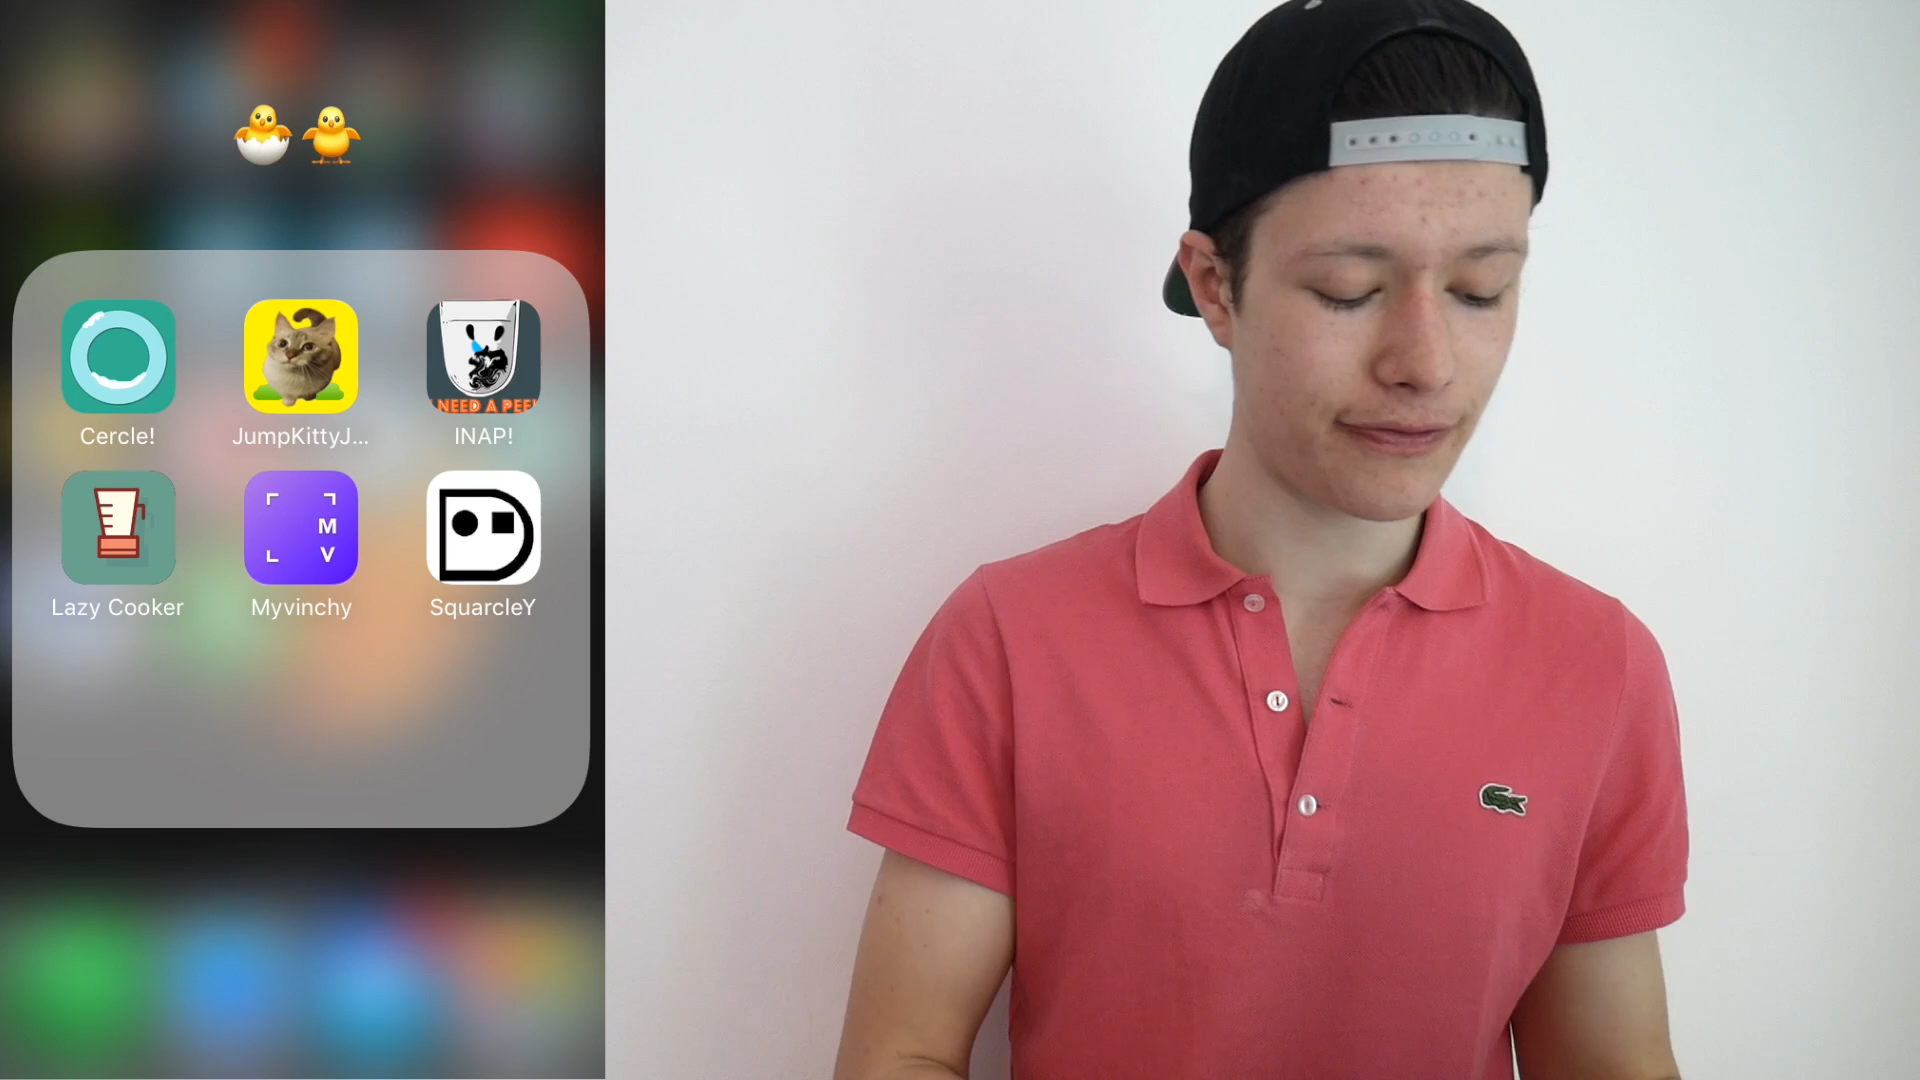 Cercle!
JumpKittyJ...
NEED A PEE
INAP!
Lazy Cooker
M
V
Myvinchy
SquarcleY